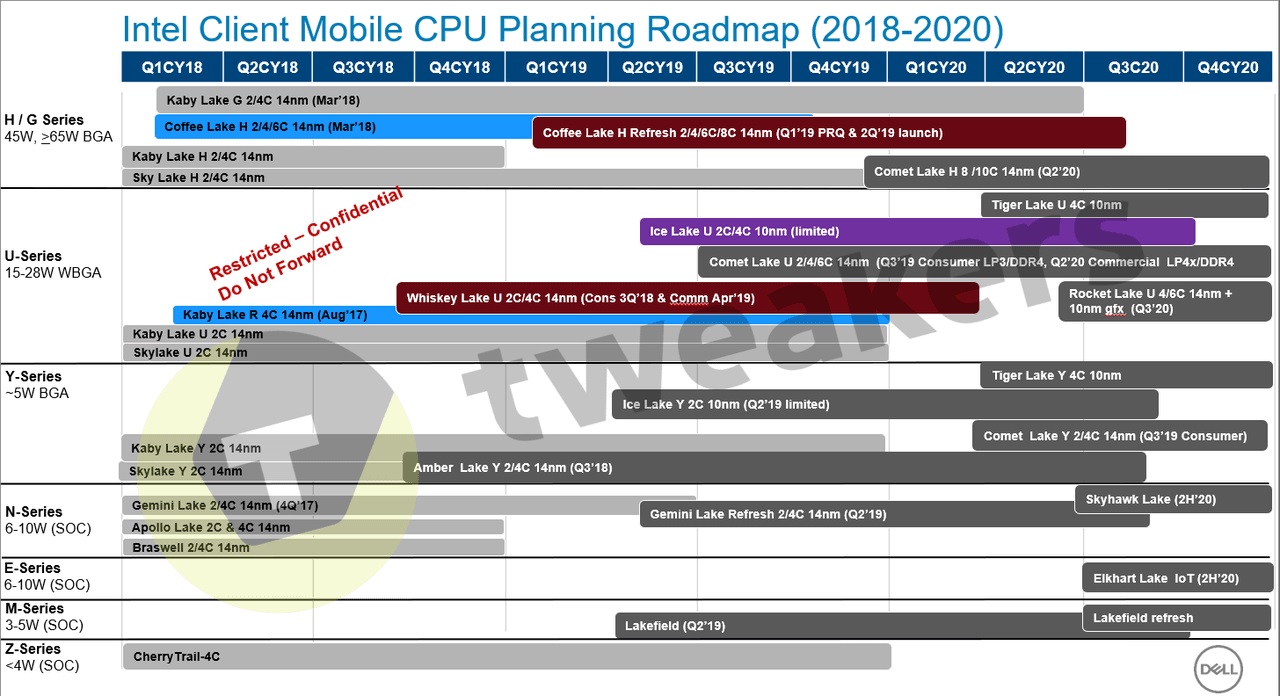 Intel Client Mobile CPU Planning Roadmap (2018-2020)
Q1CY18 Q2CY18 Q3CY18 Q4CY18 Q1CY19 Q2CY19 Q3CY19 Q4CY19 Q1CY20 Q2CY20 Q3C20 Q4CY20
H / G Series
45W, >65W BGA
Kaby Lake G 2/4C 14nm (Mar'18)
Coffee Lake H 2/4/6C 14nm (Mar'18)
Coffee Lake H Refresh 2/4/6C/8C 14nm (Q1'19 PRQ & 2Q'19 launch)
Kaby Lake H 2/4C 14nm
Sky Lake H 2/4C 14nm
Comet Lake H 8 /10C 14nm (Q2'20)
Restricted – Confidential
Do Not Forward
U-Series
15-28W WBGA
Tiger Lake U 4C 10nm
Ice Lake U 2C/4C 10nm (limited)
Comet Lake U 2/4/6C 14nm (Q3'19 Consumer LP3/DDR4, Q2'20 Commercial LP4x/DDR4
Whiskey Lake U 2C/4C 14nm (Cons 3Q'18 & Comm Apr'19)
Rocket Lake U 4/6C 14nm +
10nm gfx (Q3'20)
Kaby Lake R 4C 14nm (Aug'17)
Kaby Lake U 2C 14nm
Skylake U 2C 14nm
tweakers
Y-Series
~5W BGA
Tiger Lake Y 4C 10nm
Ice Lake Y 2C 10nm (Q2'19 limited)
Comet Lake Y 2/4C 14nm (Q3'19 Consumer)
Kaby Lake Y 2C 14nm
Skylake Y 2C 14nm
Amber Lake Y 2/4C 14nm (Q3'18)
N-Series
6-10W (SOC)
Skyhawk Lake (2H'20)
Gemini Lake 2/4C 14nm (4Q'17)
Gemini Lake Refresh 2/4C 14nm (Q2'19)
Apollo Lake 2C & 4C 14nm
Braswell 2/4C 14nm
E-Series
6-10W (SOC)
Elkhart Lake IoT (2H'20)
M-Series
3-5W (SOC)
Lakefield (Q2'19)
Lakefield refresh
Z-Series
<4W (SOC)
CherryTrail-4C
DELL